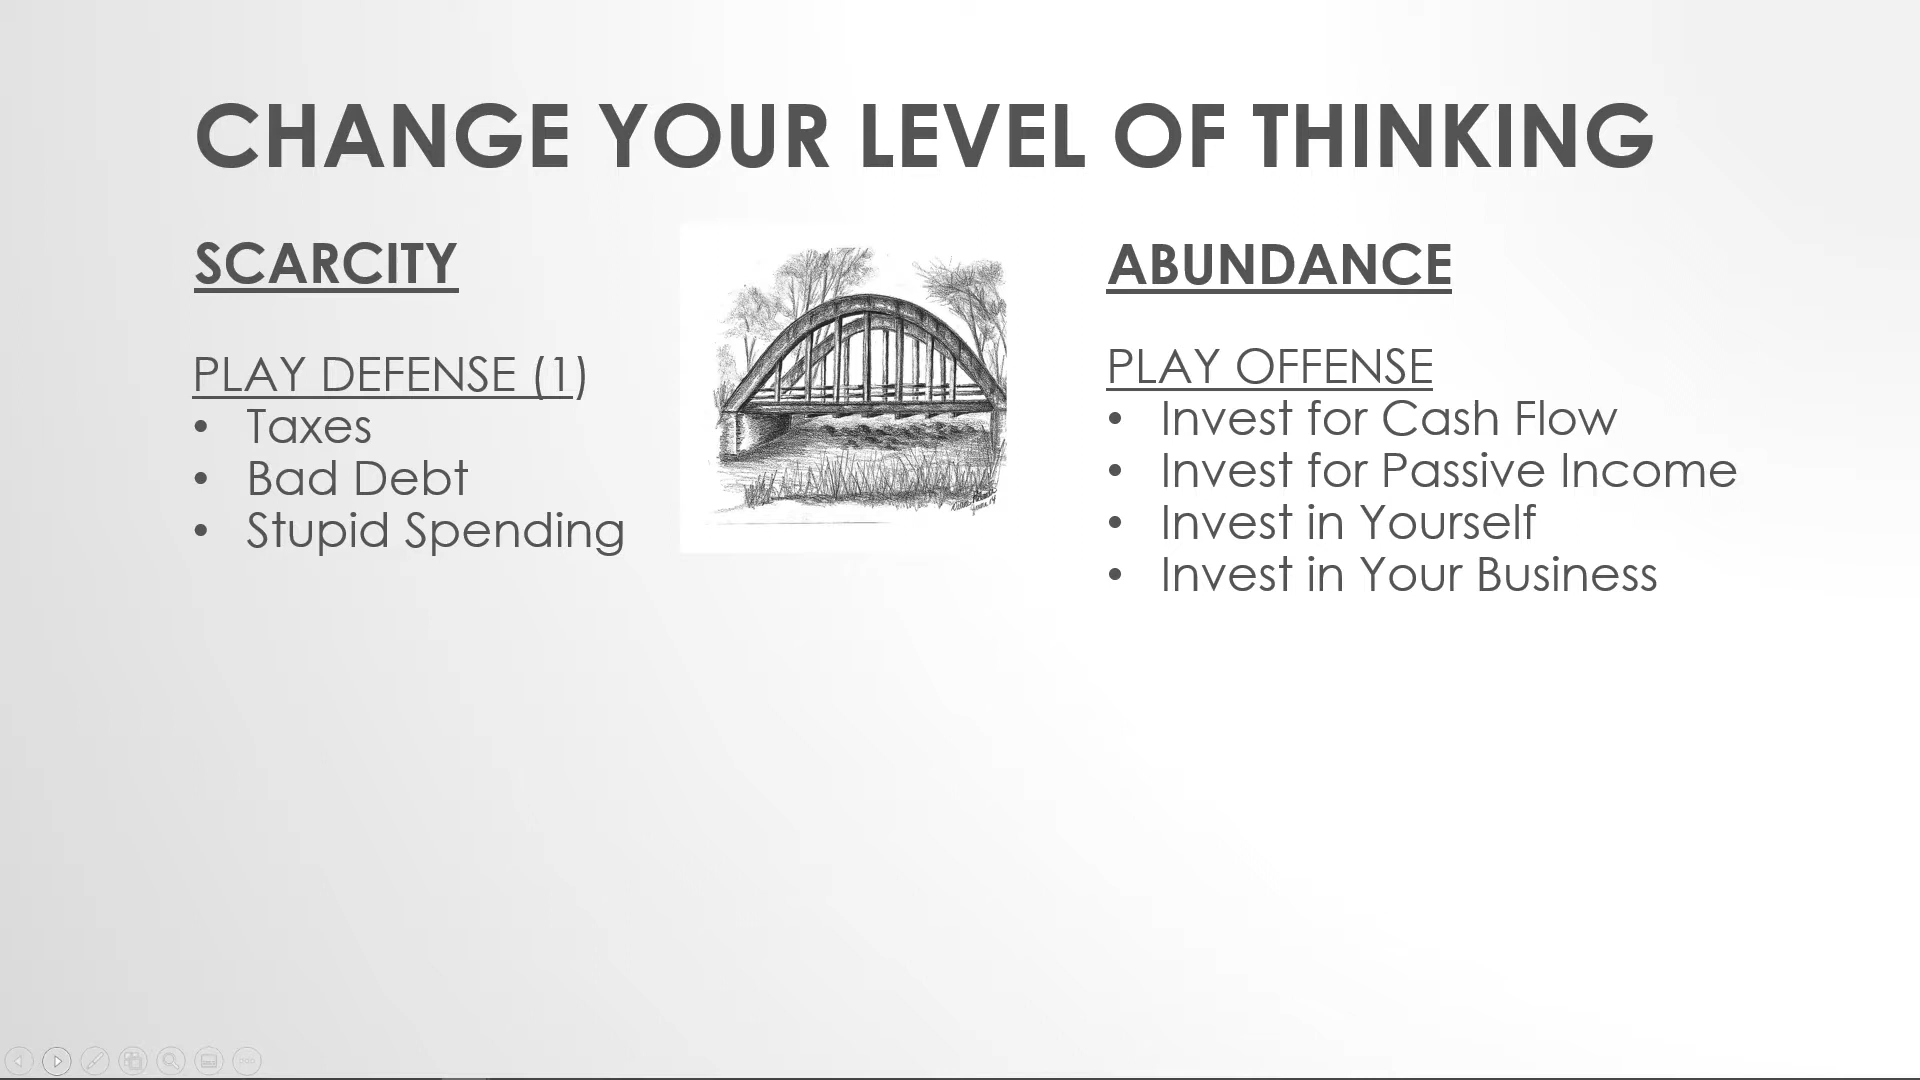 CHANGE YOUR LEVEL OF THINKING
SCARCITY
PLAY DEFENSE (1)
• Taxes
• Bad Debt
• Stupid Spending
ABUNDANCE
PLAY OFFENSE
• Invest for Cash Flow
• Invest for Passive Income
• Invest in Yourself
• Invest in Your Business